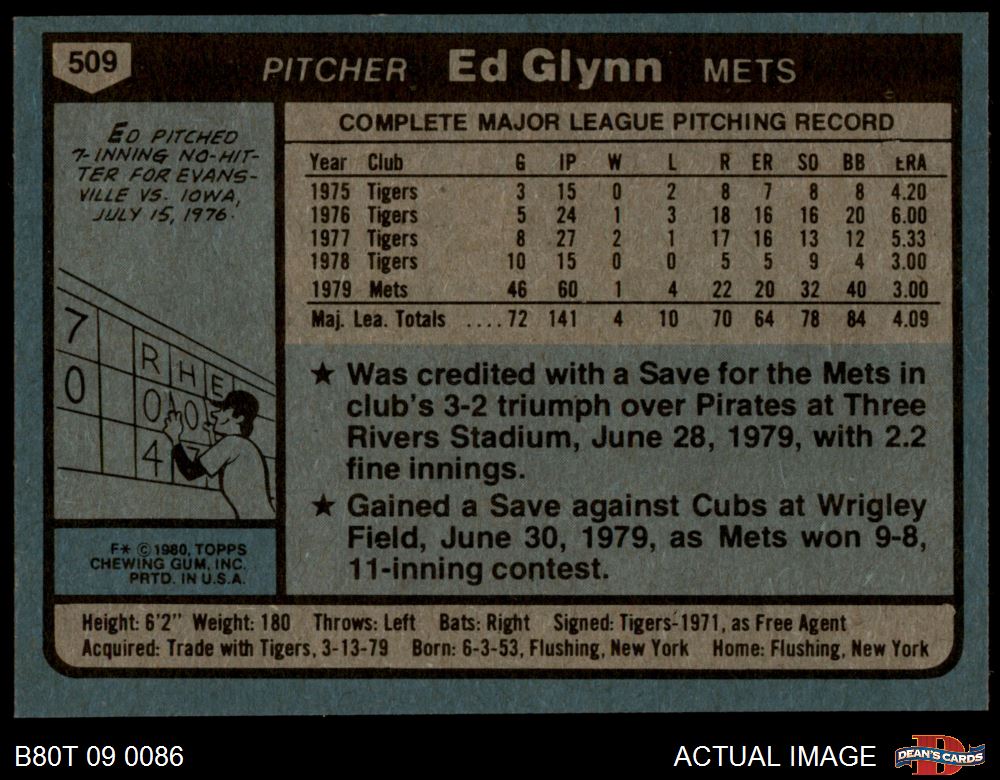 509
PITCHER Ed Glynn METS
ED PITCHED
7-INNING NO-HIT-
TER FOR EVANS-
VILLE VS. IOWA,
JULY 15, 1976.
7
0
R H E
0 0
4
F* © 1980, TOPPS
CHEWING GUM, INC.
PRTD. IN U.S.A.
COMPLETE MAJOR LEAGUE PITCHING RECORD
Year Club G IP W L R ER SO BB ERA
1975 Tigers 3 15 0 2 8 7 8 8 4.20
1976 Tigers 5 24 1 3 18 16 16 20 6.00
1977 Tigers 8 27 2 1 17 16 13 12 5.33
1978 Tigers 10 15 0 0 5 5 9 4 3.00
1979 Mets 46 60 1 4 22 20 32 40 3.00
Maj. Lea. Totals ....72 141 4 10 70 64 78 84 4.09
★ Was credited with a Save for the Mets in
club's 3-2 triumph over Pirates at Three
Rivers Stadium, June 28, 1979, with 2.2
fine innings.
★ Gained a Save against Cubs at Wrigley
Field, June 30, 1979, as Mets won 9-8,
11-inning contest.
Height: 6'2" Weight: 180 Throws: Left Bats: Right Signed: Tigers-1971, as Free Agent
Acquired: Trade with Tigers, 3-13-79 Born: 6-3-53, Flushing, New York Home: Flushing, New York
B80T 09 0086 ACTUAL IMAGE
D
DEAN'S CARDS